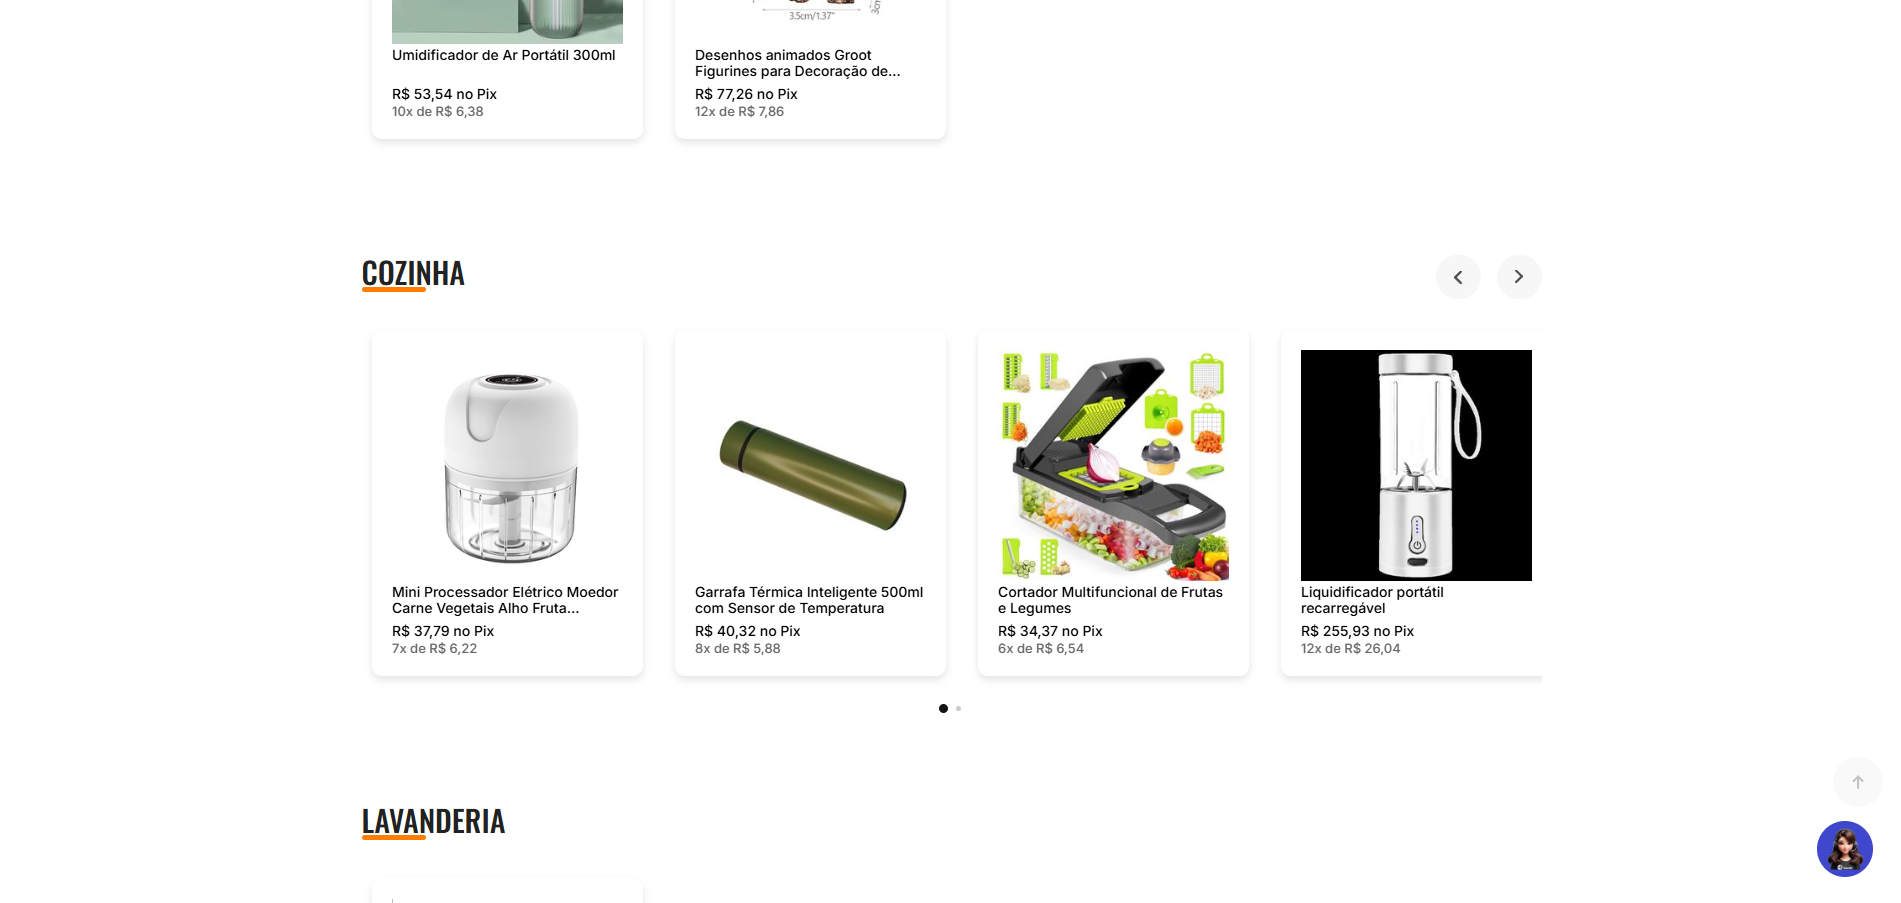 3.5cm/1.37"
Umidificador de Ar Portátil 300ml
R$ 53,54 no Pix
10x de R$ 6,38
Desenhos animados Groot
Figurines para Decoração de...
R$ 77,26 no Pix
12x de R$ 7,86
COZINHA
Mini Processador Elétrico Moedor
Carne Vegetais Alho Fruta...
R$ 37,79 no Pix
7x de R$ 6,22
Garrafa Térmica Inteligente 500ml
com Sensor de Temperatura
R$ 40,32 no Pix
8x de R$ 5,88
Cortador Multifuncional de Frutas
e Legumes
R$ 34,37 no Pix
6x de R$ 6,54
Liquidificador portátil
recarregável
R$ 255,93 no Pix
12x de R$ 26,04
LAVANDERIA